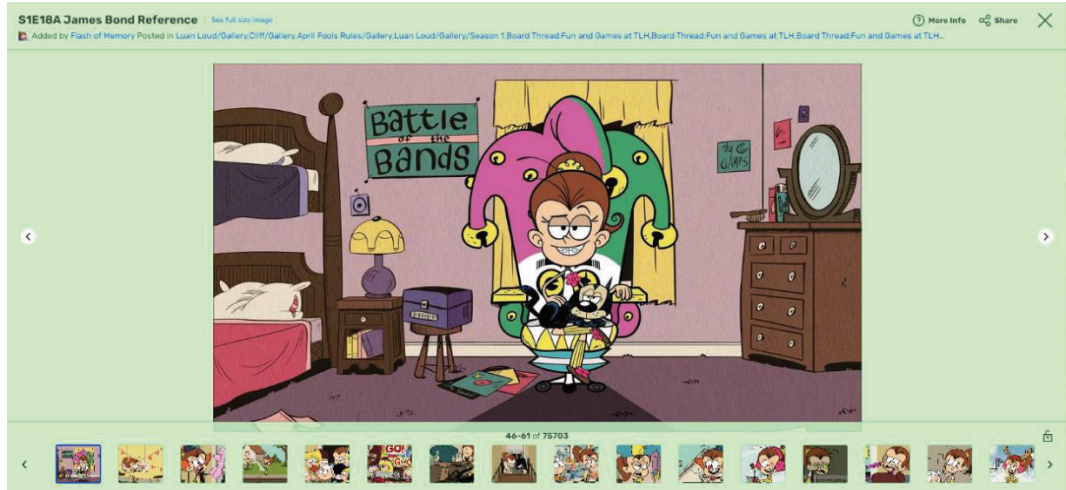 S1E18A James Bond Reference See full size image More Info Share
Added by Flash of Memory Posted in Luan Loud/Gallery,Cliff/Gallery,April Fools Rules/Gallery,Luan Loud/Gallery/Season 1,Board Thread:Fun and Games at TLH,Board Thread:Fun and Games at TLH,Board Thread:Fun and Games at TLH...
Battle
of the
Bands
the
CLAMPS
46-61 of 75703
GO!